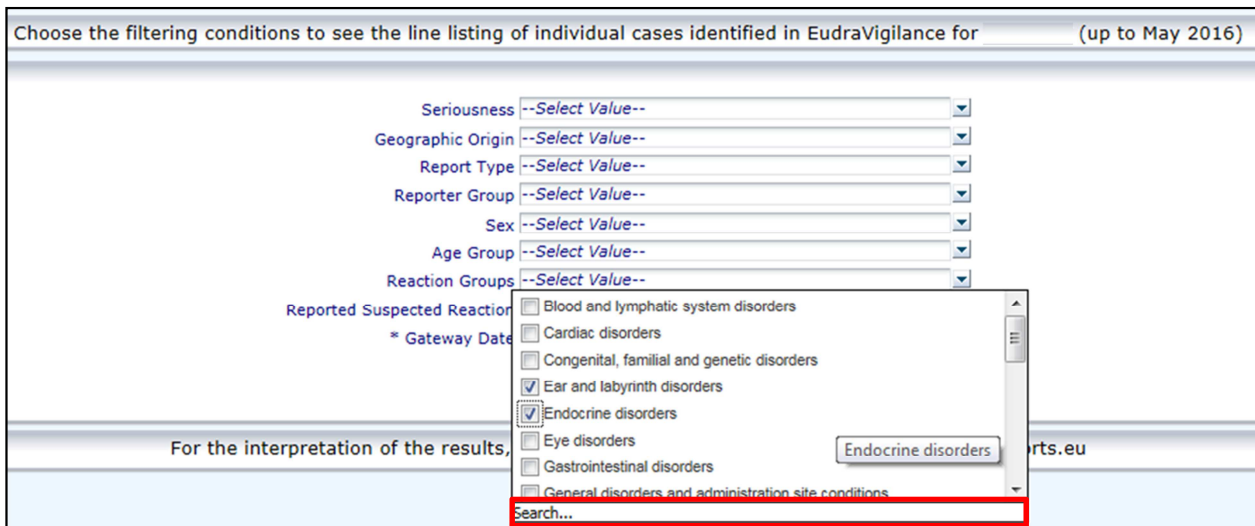 Choose the filtering conditions to see the line listing of individual cases identified in EudraVigilance for (up to May 2016)
Seriousness --Select Value--
Geographic Origin --Select Value--
Report Type --Select Value--
Reporter Group --Select Value--
Sex --Select Value--
Age Group --Select Value--
Reaction Groups --Select Value--
Reported Suspected Reaction
Blood and lymphatic system disorders
* Gateway Date
Cardiac disorders
Congenital, familial and genetic disorders
Ear and labyrinth disorders
Endocrine disorders
Eye disorders
Gastrointestinal disorders
General disorders and administration site conditions
Search...
Endocrine disorders
For the interpretation of the results, rts.eu